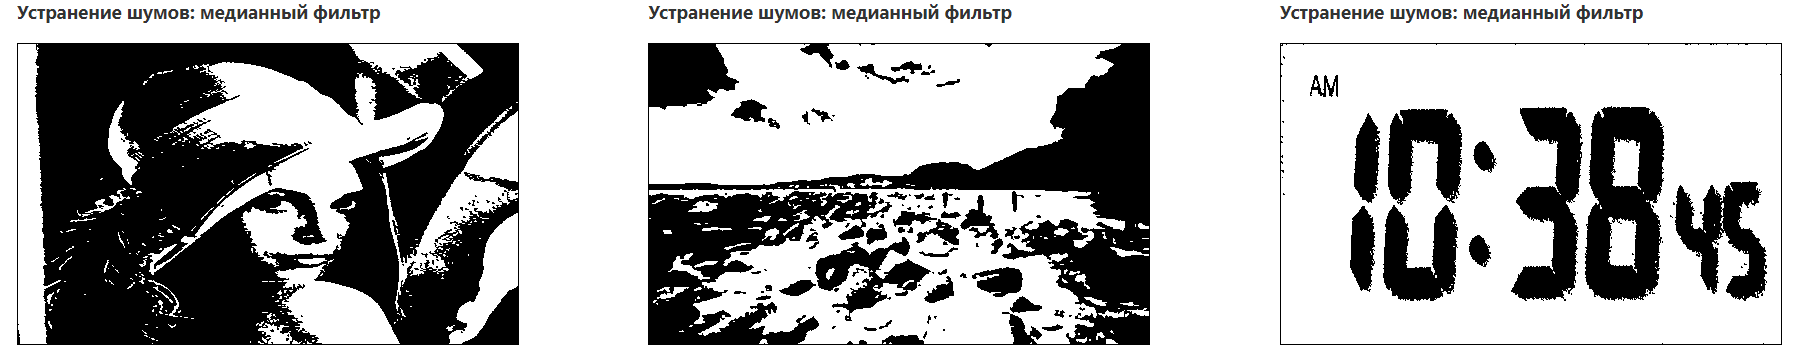 Устранение шумов: медианный фильтр
Устранение шумов: медианный фильтр
Устранение шумов: медианный фильтр
AM
10:38 45